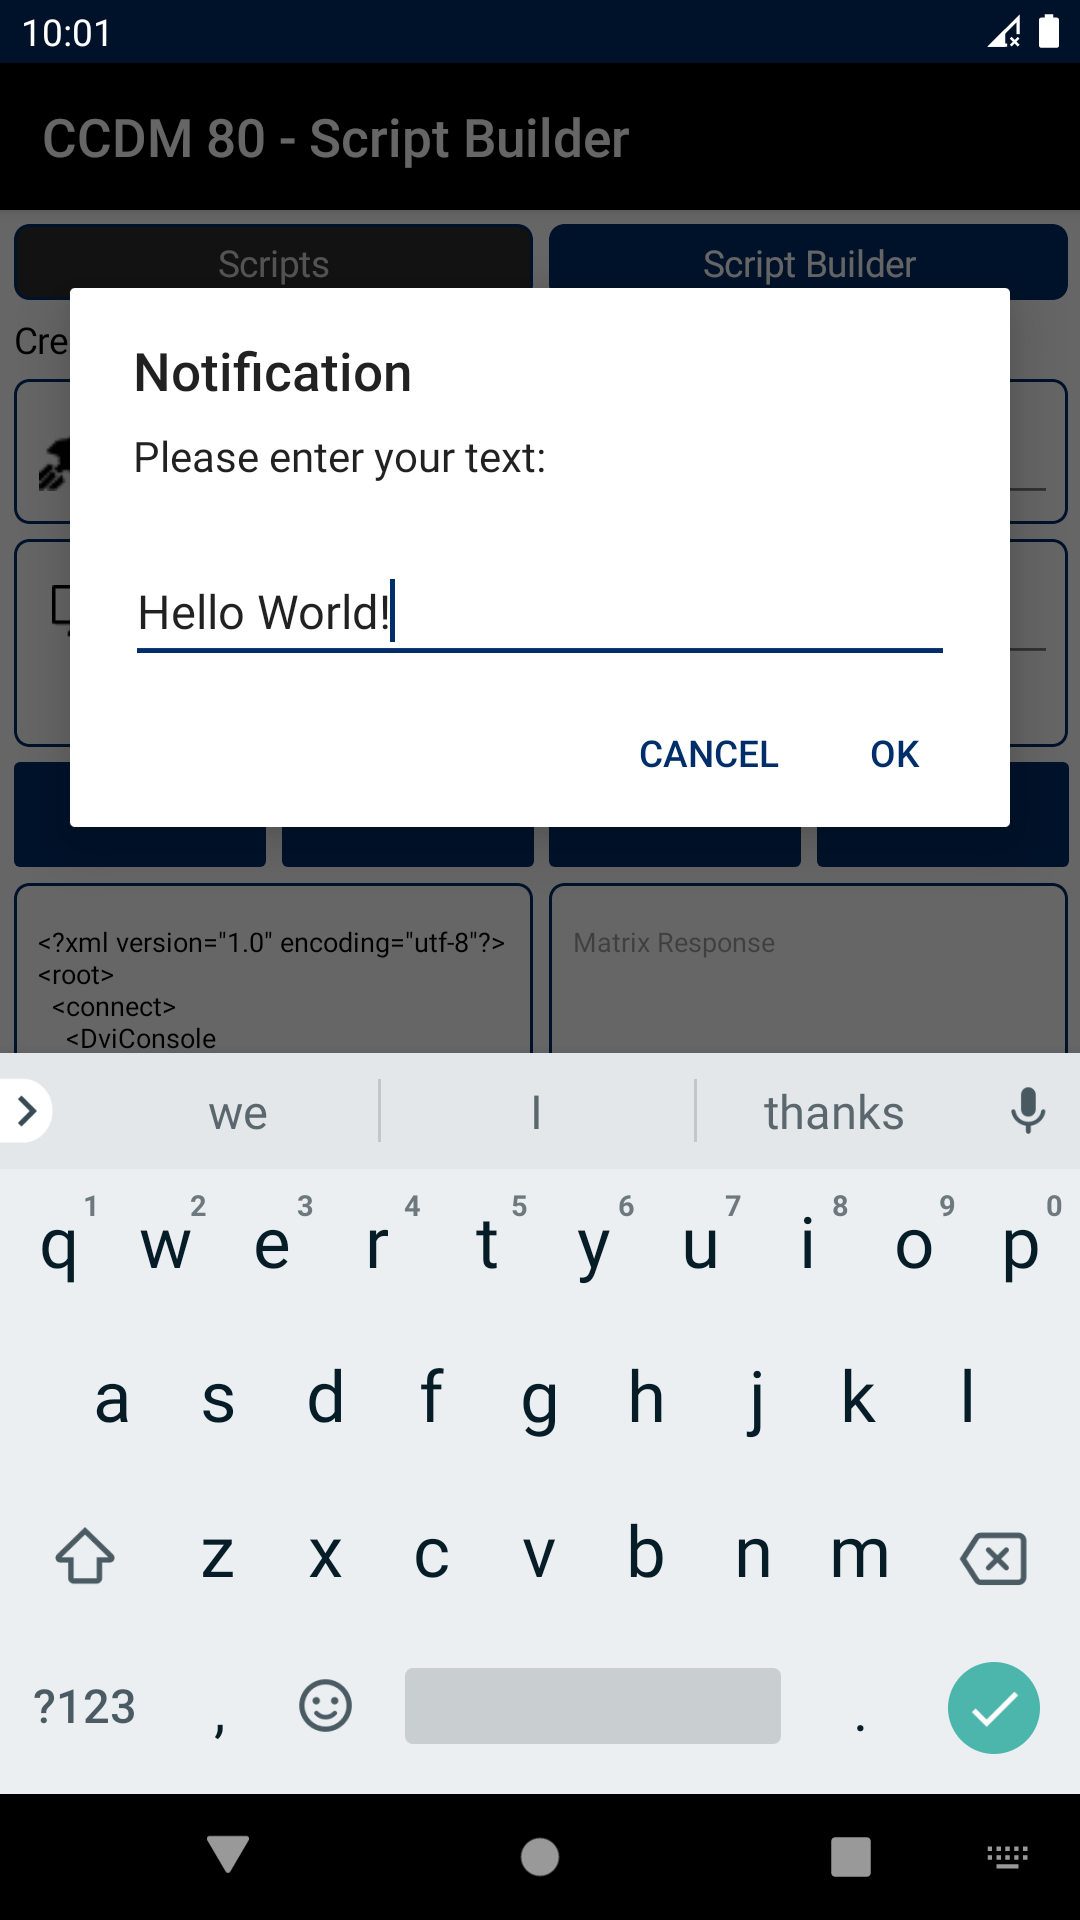 10:01
CCDM 80 - Script Builder
Scripts
Script Builder
Cre
Notification
Please enter your text:
Hello World!
CANCEL
OK
<?xml version="1.0" encoding="utf-8"?>
<root>
<connect>
<DviConsole
Matrix Response
we
I
thanks
1 2 3 4 5 6 7 8 9 0
q w e r t y u i o p
a s d f g h j k l
z x c v b n m
?123 , .